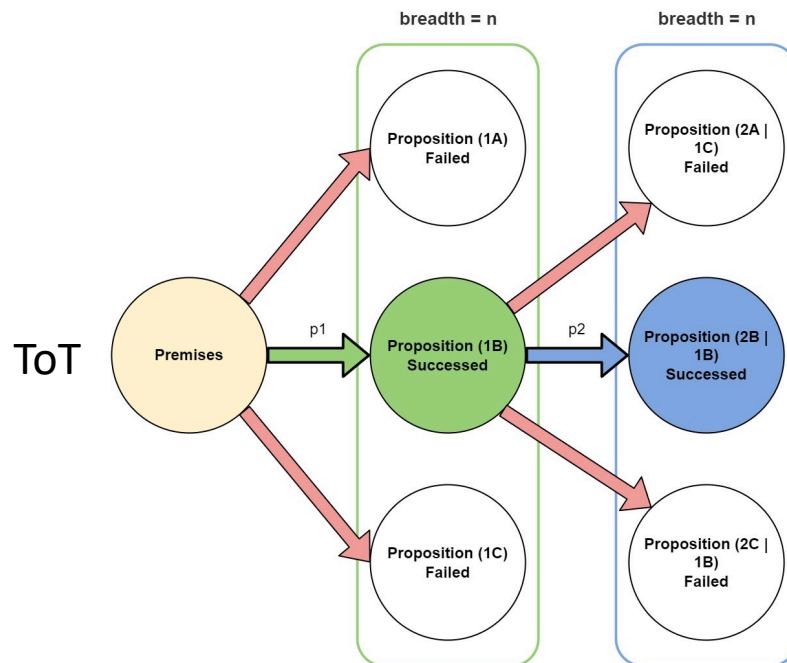 breadth = n
breadth = n
Proposition (1A)
Failed
Proposition (2A |
1C)
Failed
ToT
Premises
p1
Proposition (1B)
Successed
p2
Proposition (2B |
1B)
Successed
Proposition (1C)
Failed
Proposition (2C |
1B)
Failed